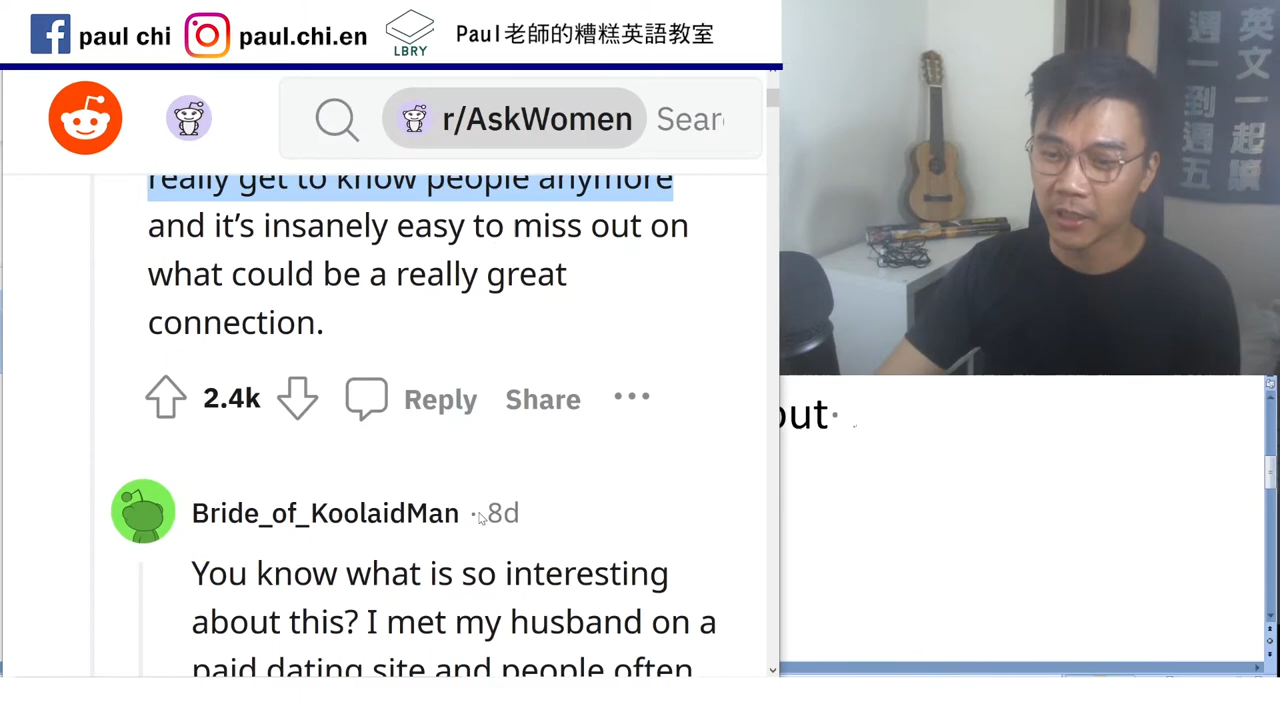 paul chi
paul.chi.en
LBRY
Paul老師的糟糕英語教室
r/AskWomen
Sear
really get to know people anymore
and it’s insanely easy to miss out on
what could be a really great
connection.
2.4k
Reply
Share
Bride_of_KoolaidMan · 8d
You know what is so interesting
about this? I met my husband on a
paid dating site and people often
out
英文一起讀
週一到週五